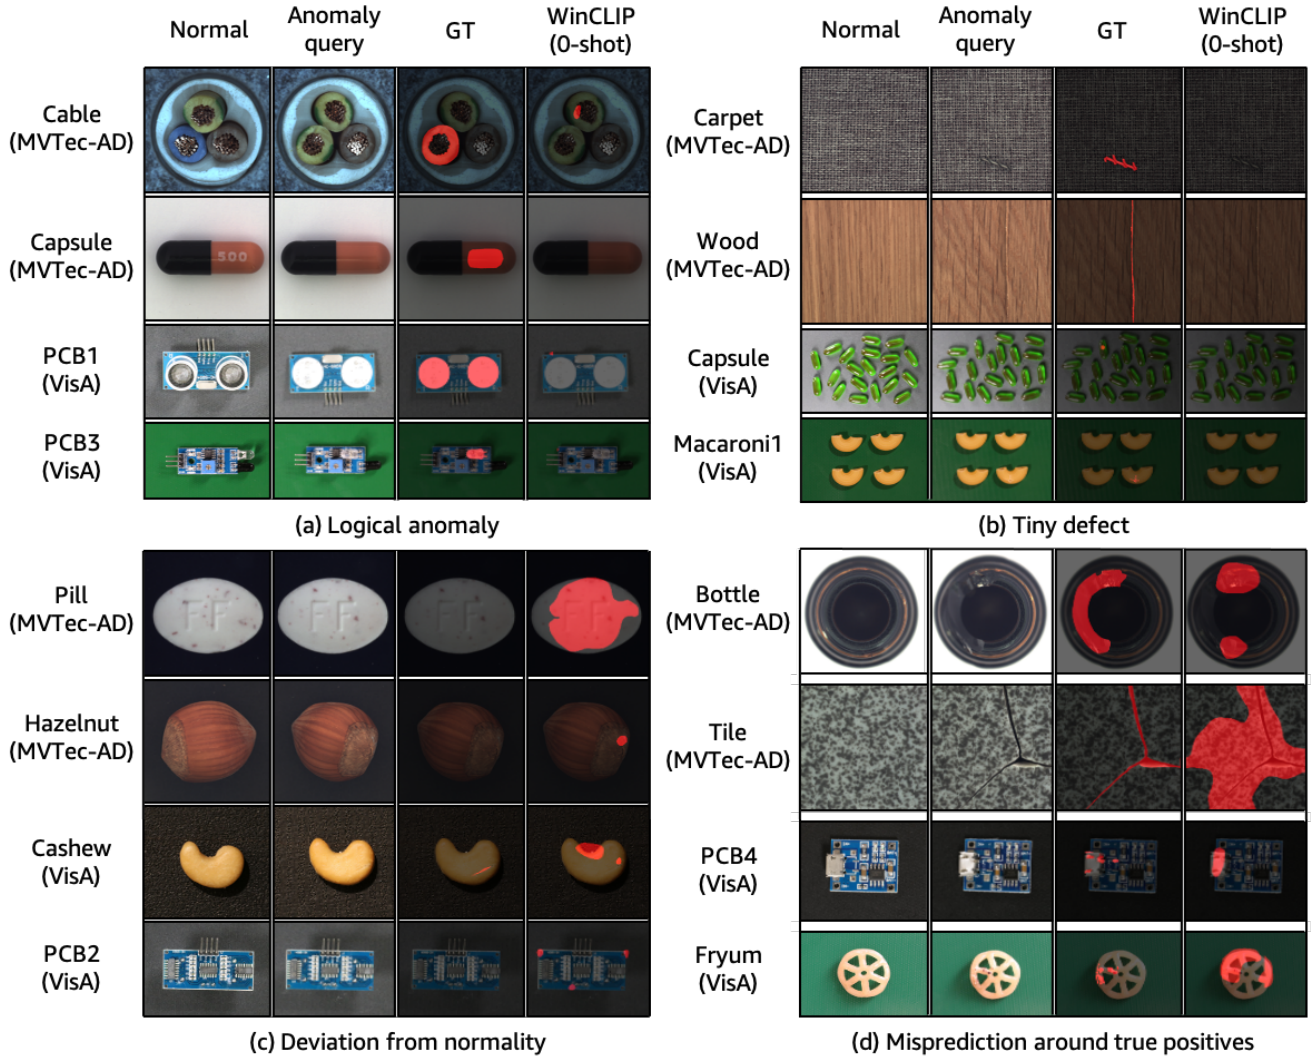 Normal Anomaly query GT WinCLIP (0-shot)
Cable (MVTec-AD)
Capsule (MVTec-AD)
500
PCB1 (VisA)
PCB3 (VisA)
(a) Logical anomaly
Normal Anomaly query GT WinCLIP (0-shot)
Carpet (MVTec-AD)
Wood (MVTec-AD)
Capsule (VisA)
Macaroni1 (VisA)
(b) Tiny defect
Pill (MVTec-AD)
FF FF FF FF
Hazelnut (MVTec-AD)
Cashew (VisA)
PCB2 (VisA)
(c) Deviation from normality
Bottle (MVTec-AD)
Tile (MVTec-AD)
PCB4 (VisA)
Fryum (VisA)
(d) Misprediction around true positives